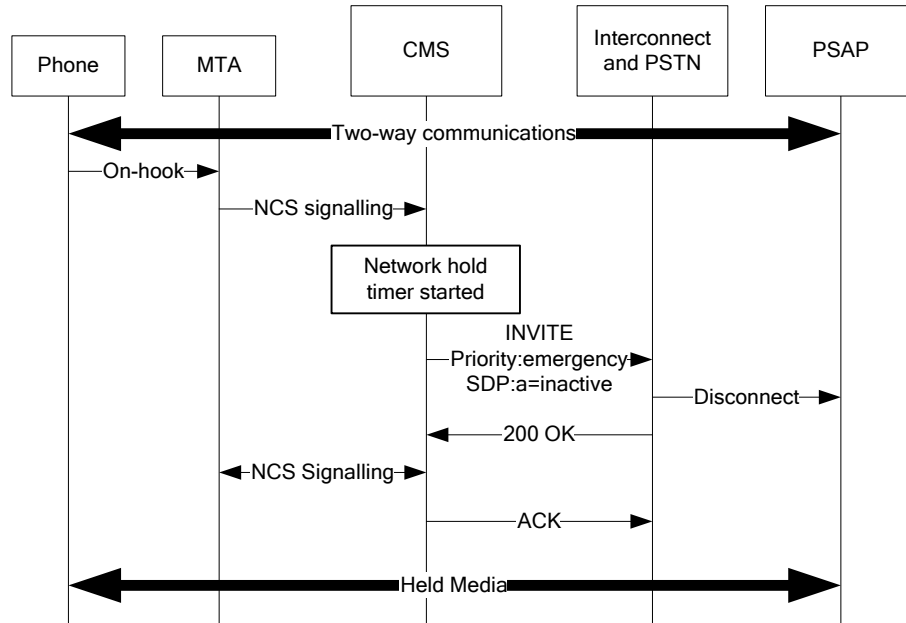 Phone
MTA
CMS
Interconnect
and PSTN
PSAP
Two-way communications
On-hook
NCS signalling
Network hold
timer started
INVITE
Priority:emergency
SDP:a=inactive
Disconnect
200 OK
NCS Signalling
ACK
Held Media